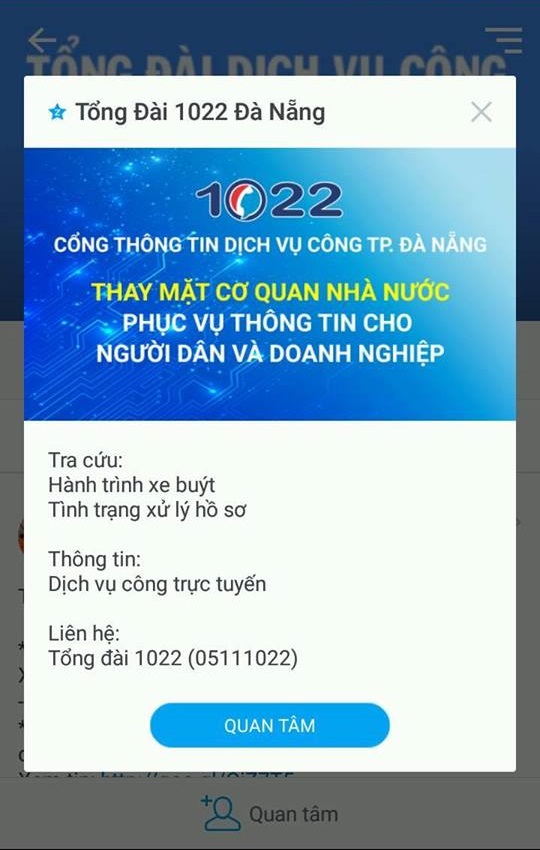 TỔNG ĐÀI DỊCH VỤ CÔNG
Tổng Đài 1022 Đà Nẵng
1022
CỔNG THÔNG TIN DỊCH VỤ CÔNG TP. ĐÀ NẴNG
THAY MẶT CƠ QUAN NHÀ NƯỚC
PHỤC VỤ THÔNG TIN CHO
NGƯỜI DÂN VÀ DOANH NGHIỆP
Tra cứu:
Hành trình xe buýt
Tình trạng xử lý hồ sơ
Thông tin:
Dịch vụ công trực tuyến
Liên hệ:
Tổng đài 1022 (05111022)
QUAN TÂM
Quan tâm